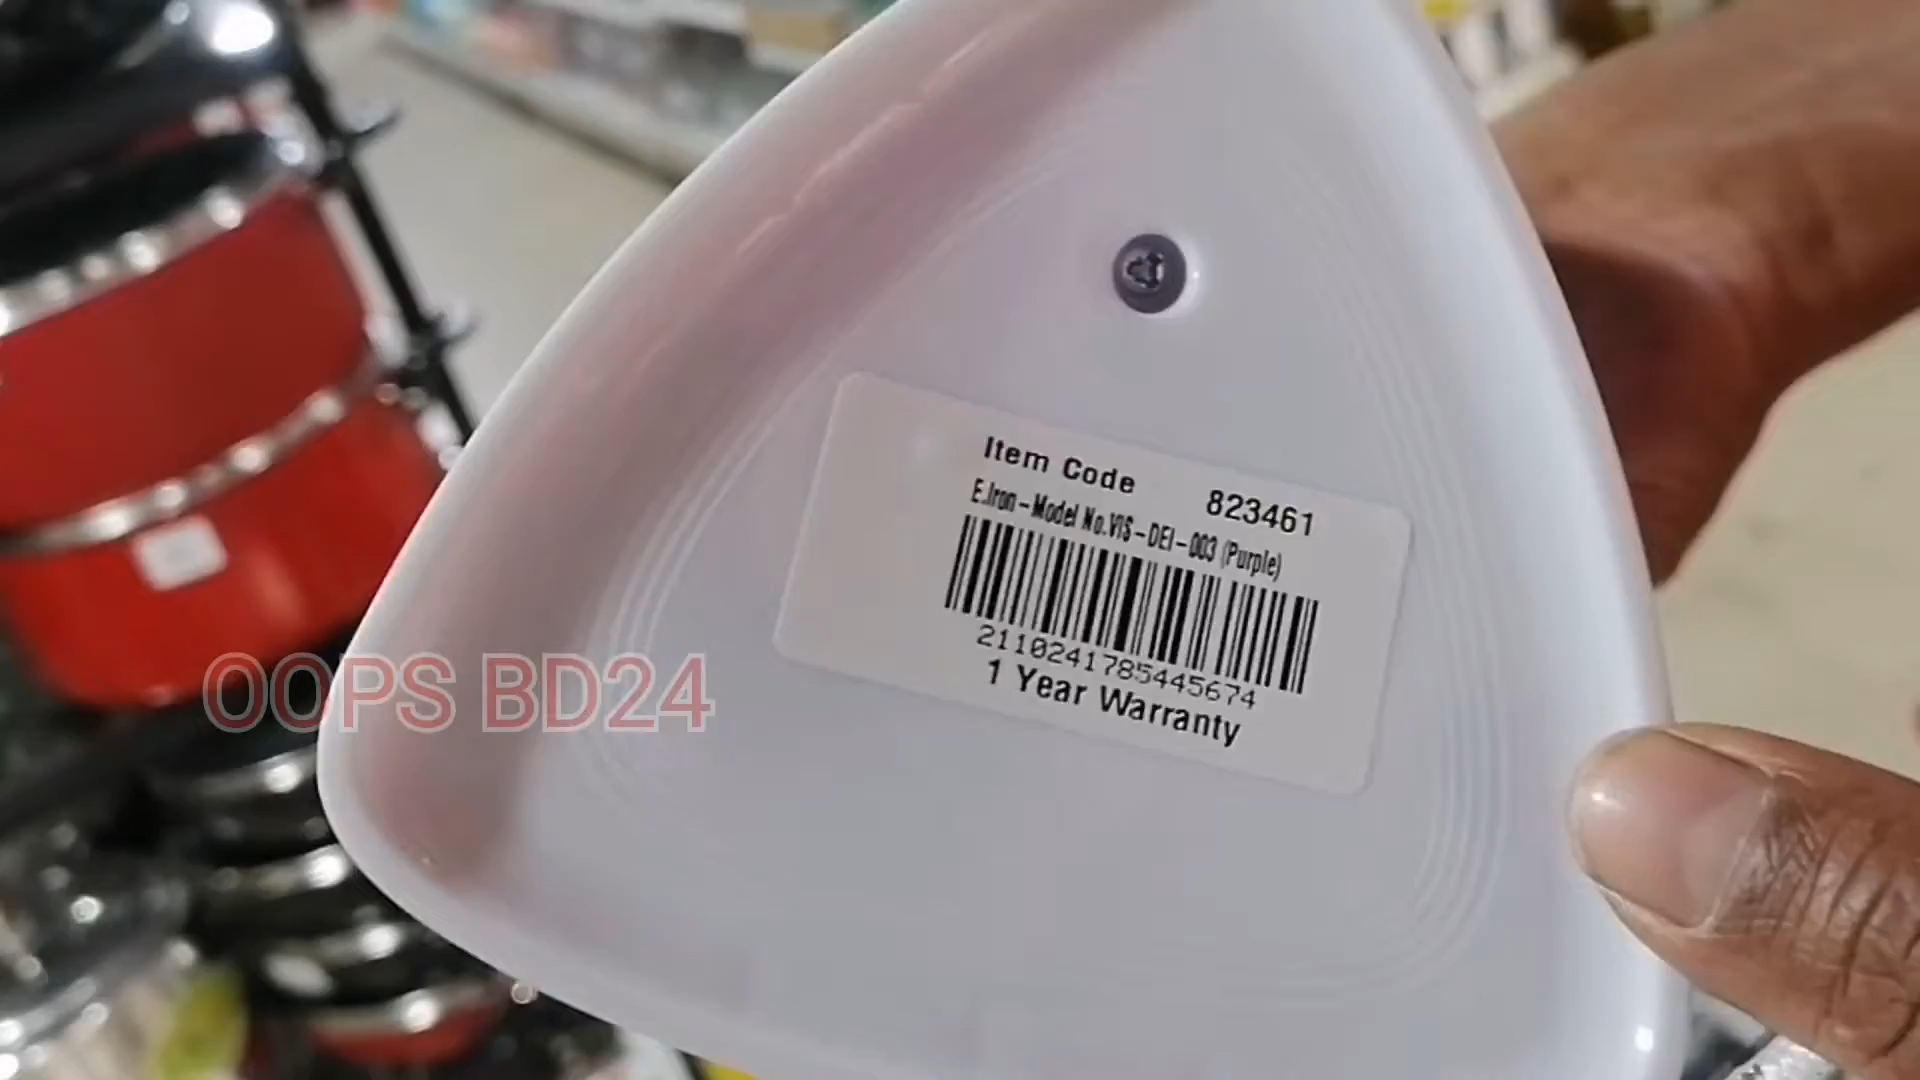 Item Code 823461
E.Iron-Model No.VIS-DEI-003 (Purple)
2110241785445674
1 Year Warranty
OOPS BD24